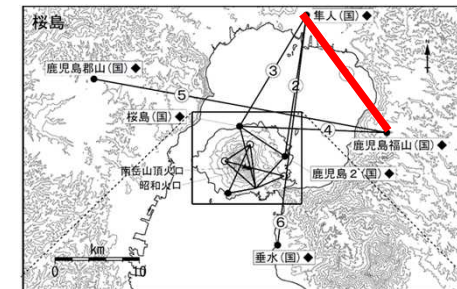 桜島
隼人(国)◆
鹿児島郡山(国)◆
③
②
⑤
桜島(国)◆
④
鹿児島福山(国)◆
南岳山頂火口
昭和火口
鹿児島2(国)◆
⑥
km
0
10
垂水(国)◆